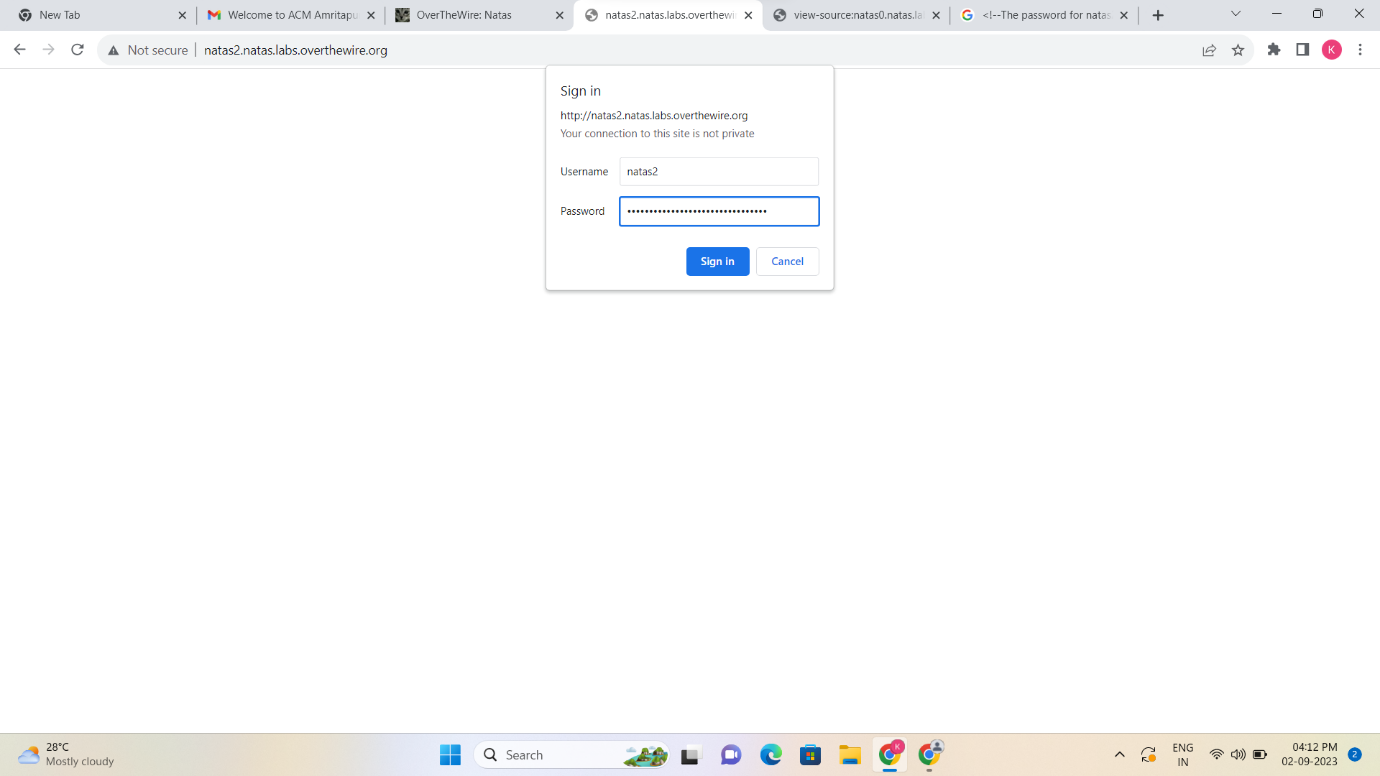 New Tab
Welcome to ACM Amritapu
OverTheWire: Natas
natas2.natas.labs.overthewi
view-source:natas0.natas.la
<!--The password for natas
Not secure
natas2.natas.labs.overthewire.org
K
Sign in
http://natas2.natas.labs.overthewire.org
Your connection to this site is not private
Username
natas2
Password
••••••••••••••••••••••••••••••••
Sign in
Cancel
28°C
Mostly cloudy
Search
K
ENG
IN
04:12 PM
02-09-2023
2